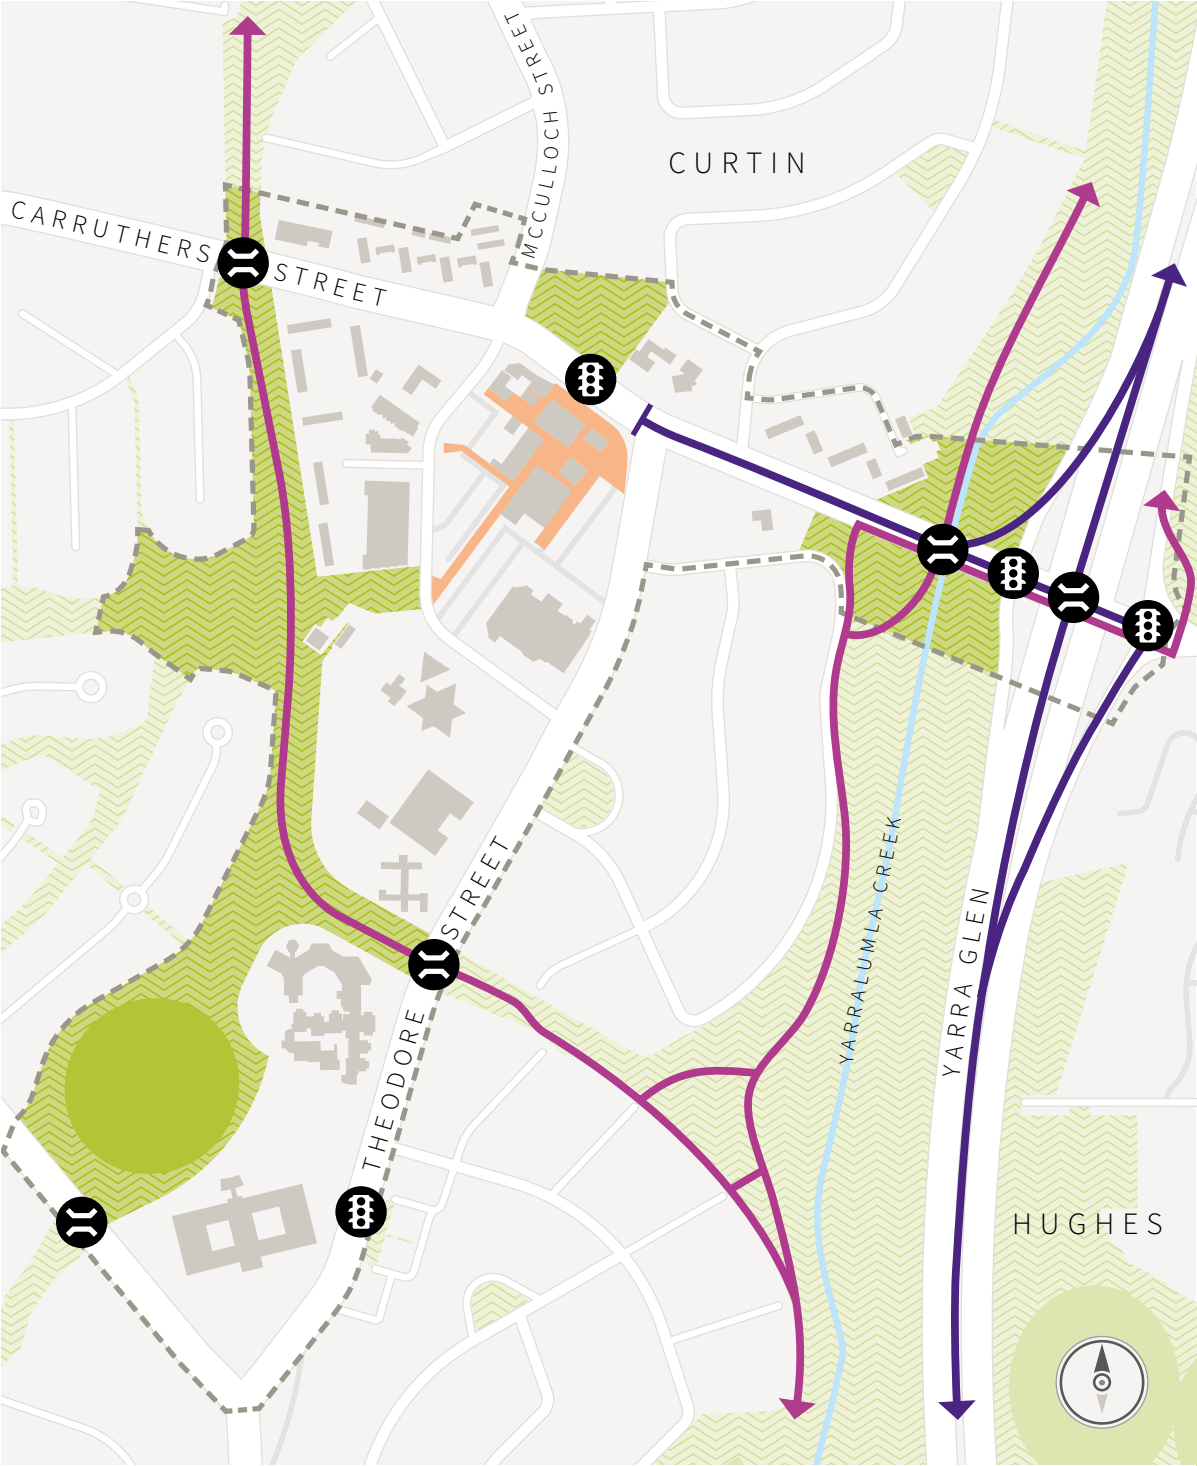 MCCULLOCH STREET
CURTIN
CARRUTHERS STREET
THEODORE STREET
YARRALUMLA CREEK
YARRA GLEN
HUGHES